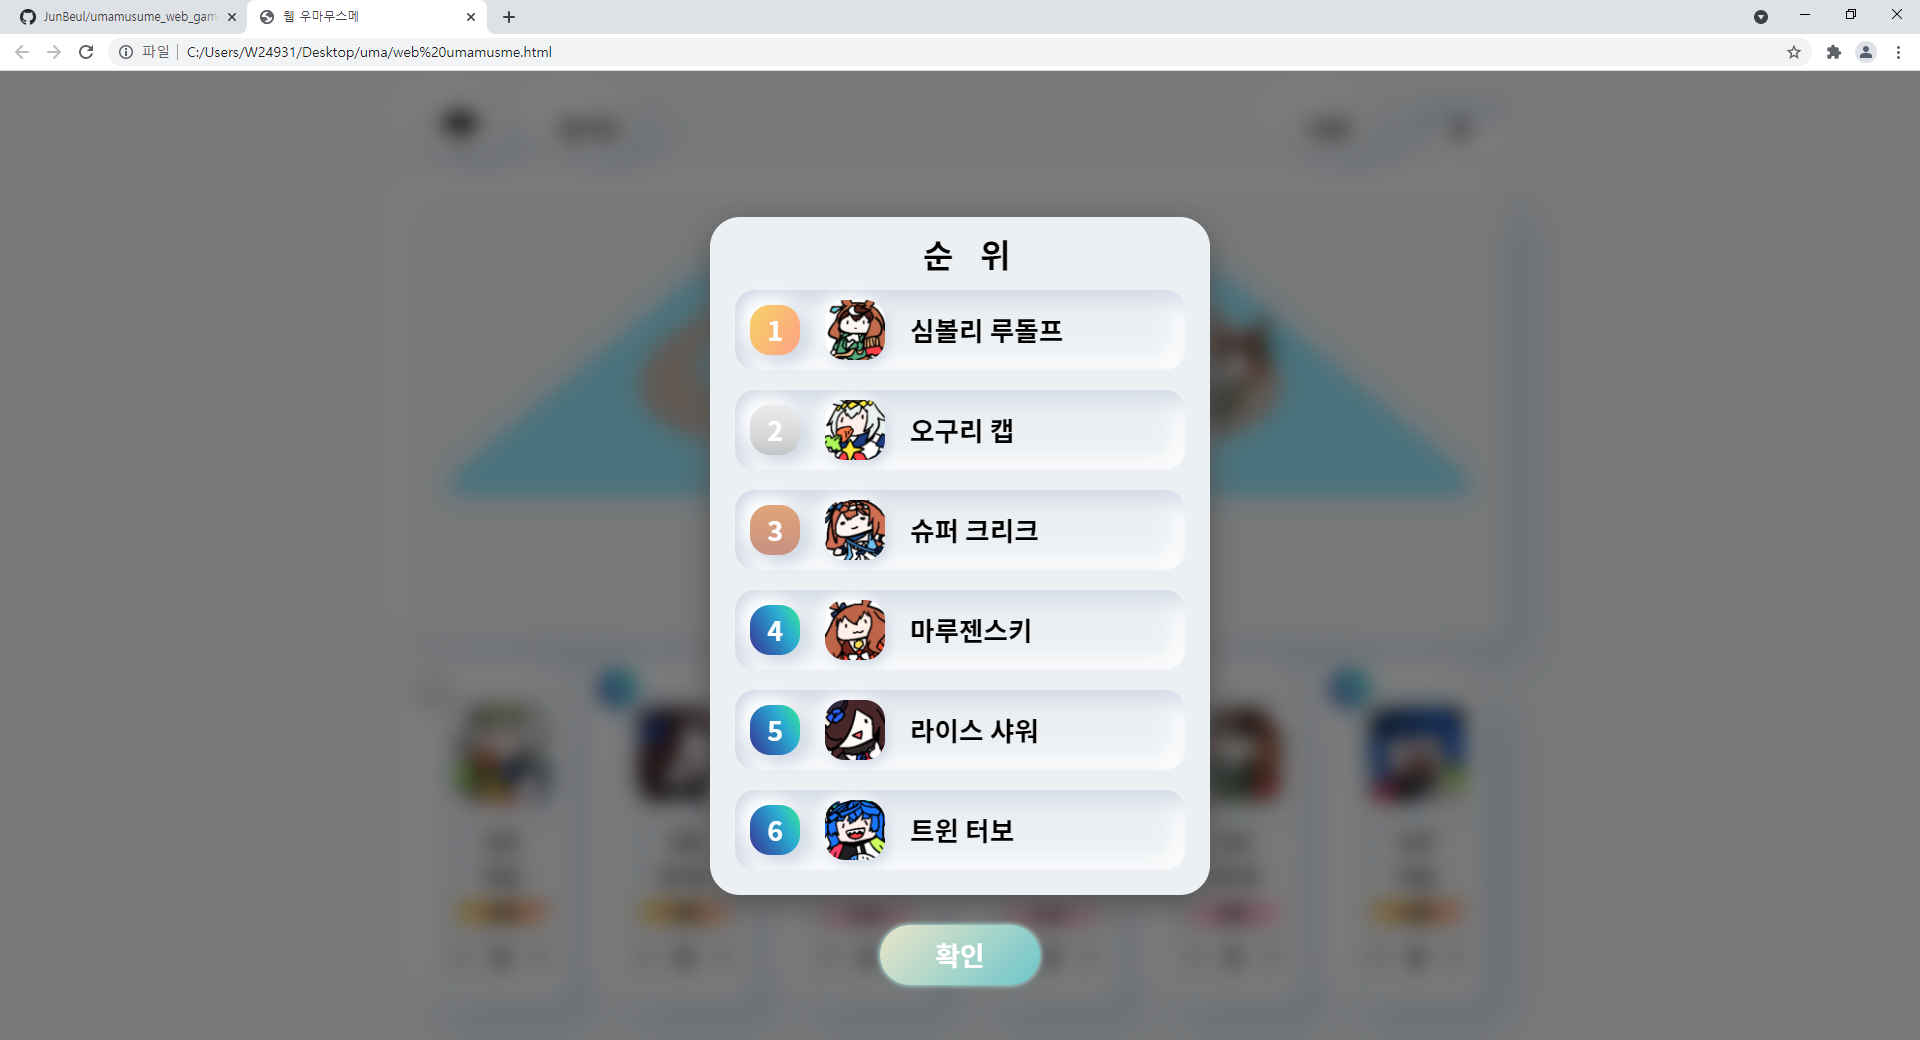 JunBeul/umamusume_web_gam
웹 우마무스메
파일
C:/Users/W24931/Desktop/uma/web%20umamusme.html
순 위
1 심볼리 루돌프
2 오구리 캡
3 슈퍼 크리크
4 마루젠스키
5 라이스 샤워
6 트윈 터보
확인